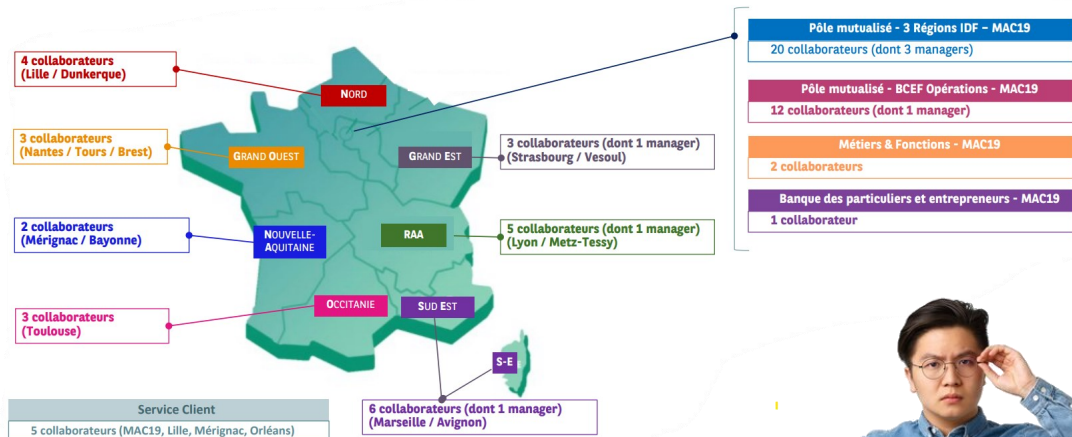 4 collaborateurs
(Lille / Dunkerque)
NORD
3 collaborateurs
(Nantes / Tours / Brest)
GRAND OUEST
GRAND EST
3 collaborateurs (dont 1 manager)
(Strasbourg / Vesoul)
2 collaborateurs
(Mérignac / Bayonne)
NOUVELLE-
AQUITAINE
RAA
5 collaborateurs (dont 1 manager)
(Lyon / Metz-Tessy)
3 collaborateurs
(Toulouse)
OCCITANIE
SUD EST
S-E
6 collaborateurs (dont 1 manager)
(Marseille / Avignon)
Service Client
5 collaborateurs (MAC19, Lille, Mérignac, Orléans)
Pôle mutualisé - 3 Régions IDF – MAC19
20 collaborateurs (dont 3 managers)
Pôle mutualisé - BCEF Opérations - MAC19
12 collaborateurs (dont 1 manager)
Métiers & Fonctions - MAC19
2 collaborateurs
Banque des particuliers et entrepreneurs - MAC19
1 collaborateur